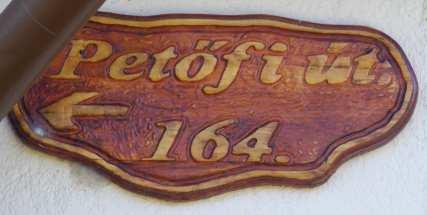 Petőfi út.
← 164.